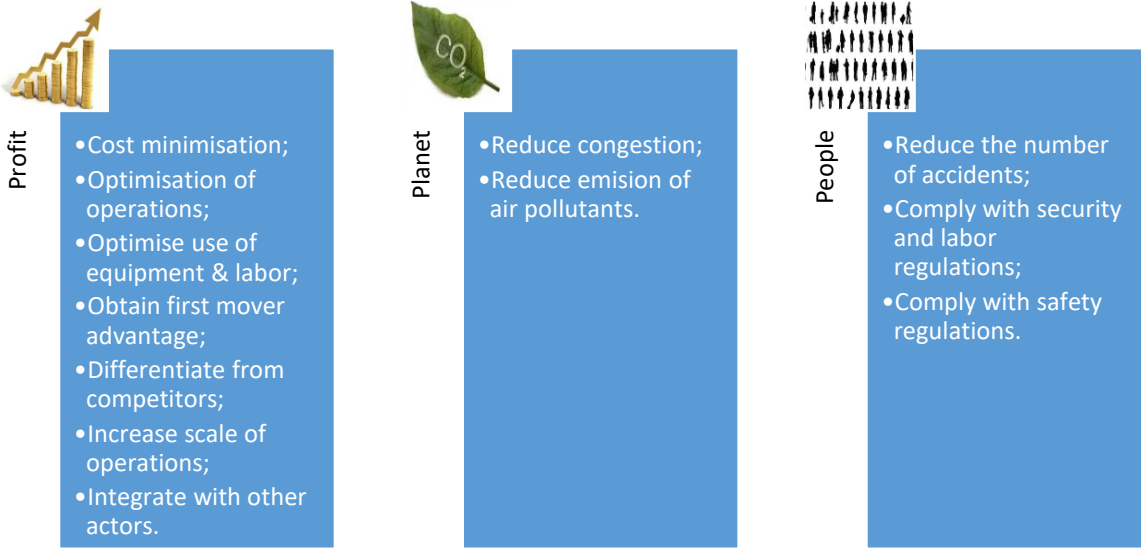 Profit
•Cost minimisation;
•Optimisation of
operations;
•Optimise use of
equipment & labor;
•Obtain first mover
advantage;
•Differentiate from
competitors;
•Increase scale of
operations;
•Integrate with other
actors.
CO2
Planet
•Reduce congestion;
•Reduce emision of
air pollutants.
People
•Reduce the number
of accidents;
•Comply with security
and labor
regulations;
•Comply with safety
regulations.